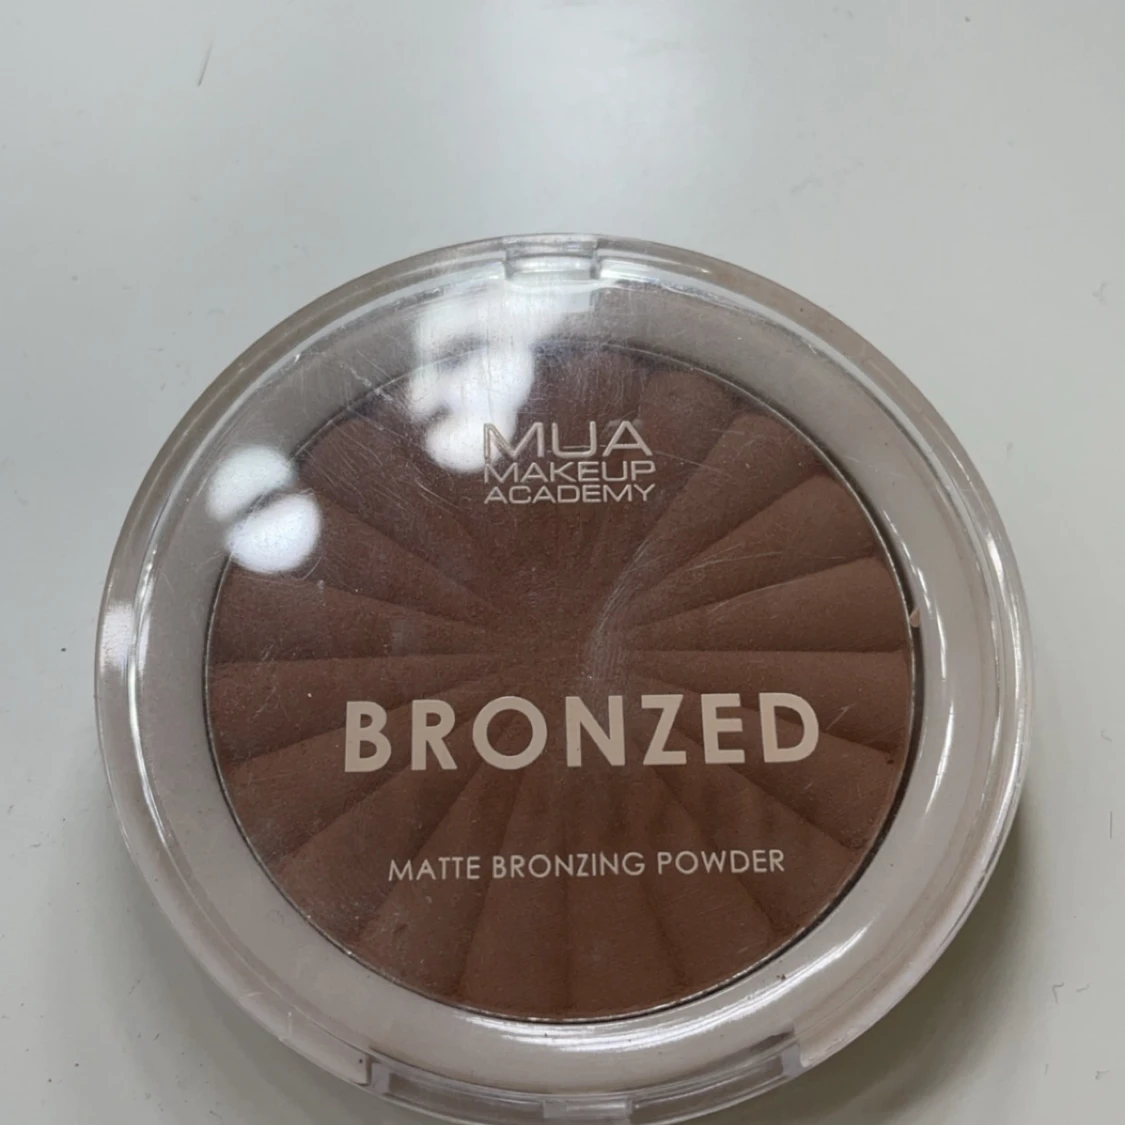 MUA
MAKEUP
ACADEMY
BRONZED
MATTE BRONZING POWDER